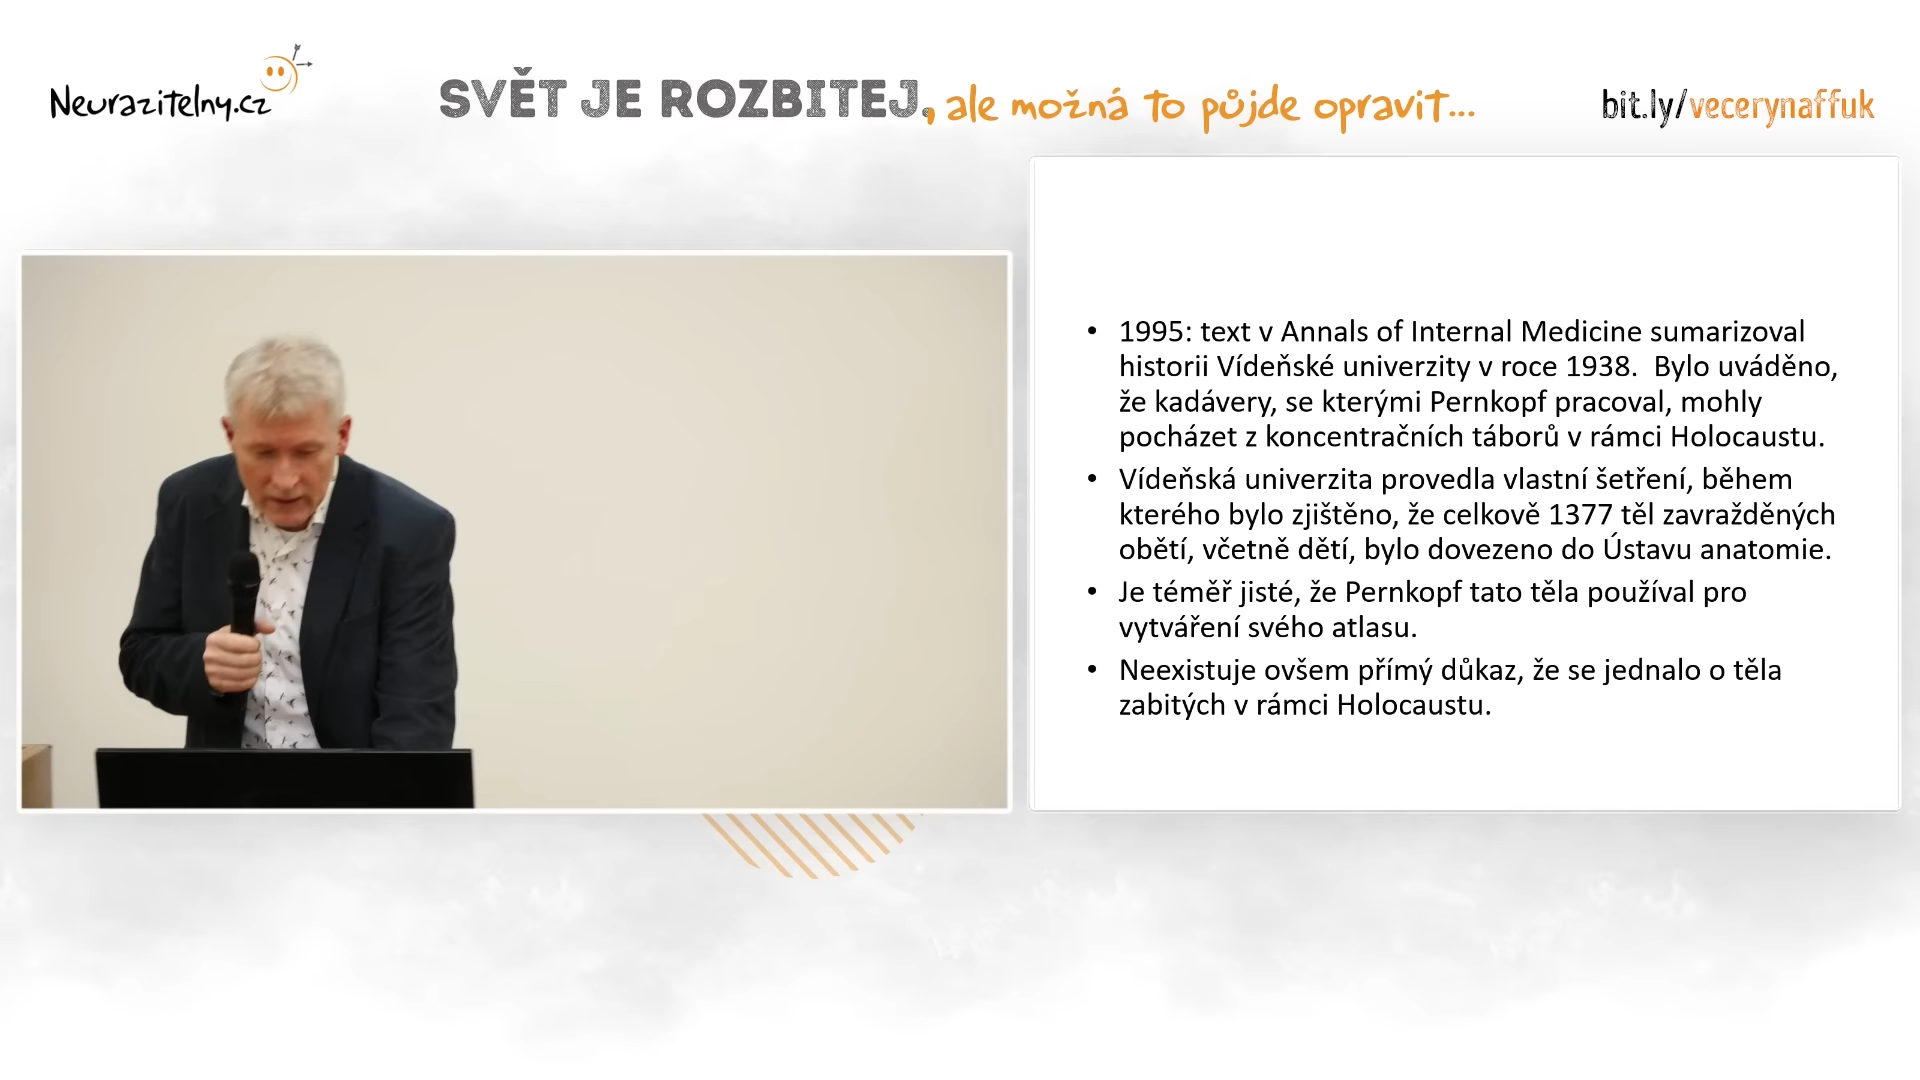 Neurazitelny.cz
SVĚT JE ROZBITEJ, ale možná to půjde opravit...
bit.ly/vecerynaffuk
• 1995: text v Annals of Internal Medicine sumarizoval
historii Vídeňské univerzity v roce 1938.  Bylo uváděno,
že kadávery, se kterými Pernkopf pracoval, mohly
pocházet z koncentračních táborů v rámci Holocaustu.
• Vídeňská univerzita provedla vlastní šetření, během
kterého bylo zjištěno, že celkově 1377 těl zavražděných
obětí, včetně dětí, bylo dovezeno do Ústavu anatomie.
• Je téměř jisté, že Pernkopf tato těla používal pro
vytváření svého atlasu.
• Neexistuje ovšem přímý důkaz, že se jednalo o těla
zabitých v rámci Holocaustu.